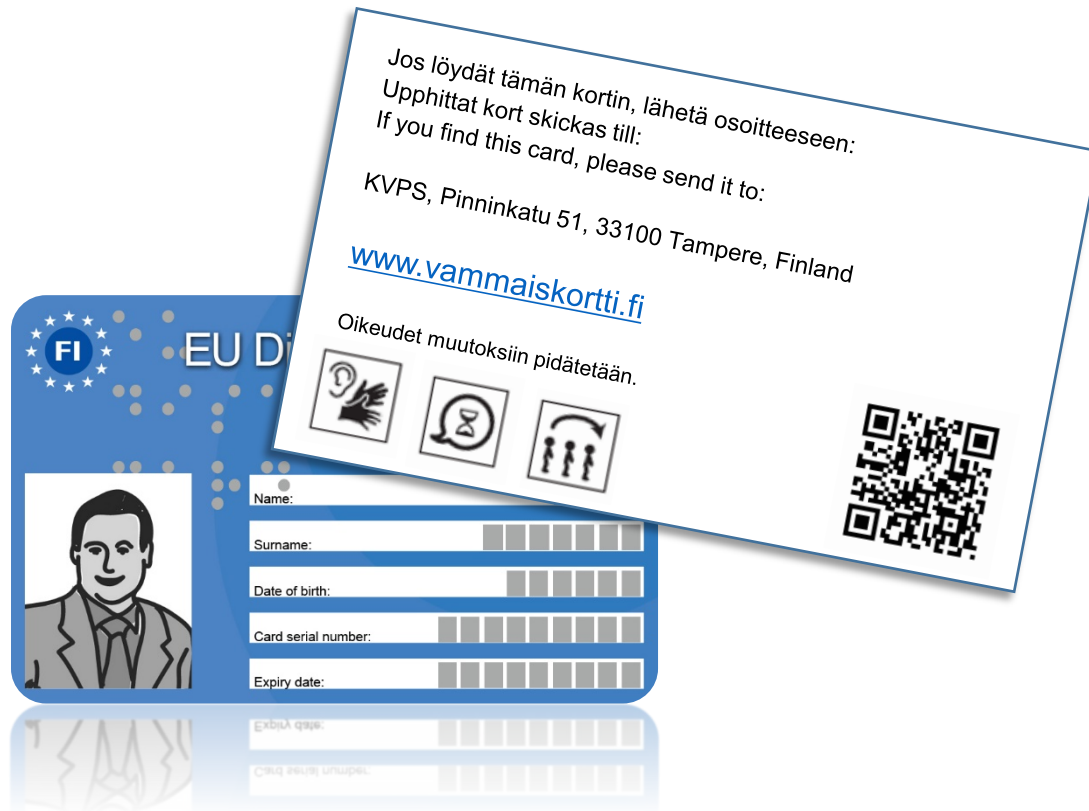 Jos löydät tämän kortin, lähetä osoitteeseen:
Upphittat kort skickas till:
If you find this card, please send it to:
KVPS, Pinninkatu 51, 33100 Tampere, Finland
www.vammaiskortti.fi
Oikeudet muutoksiin pidätetään.
FI
EU Di
Name:
Surname:
Date of birth:
Card serial number:
Expiry date: